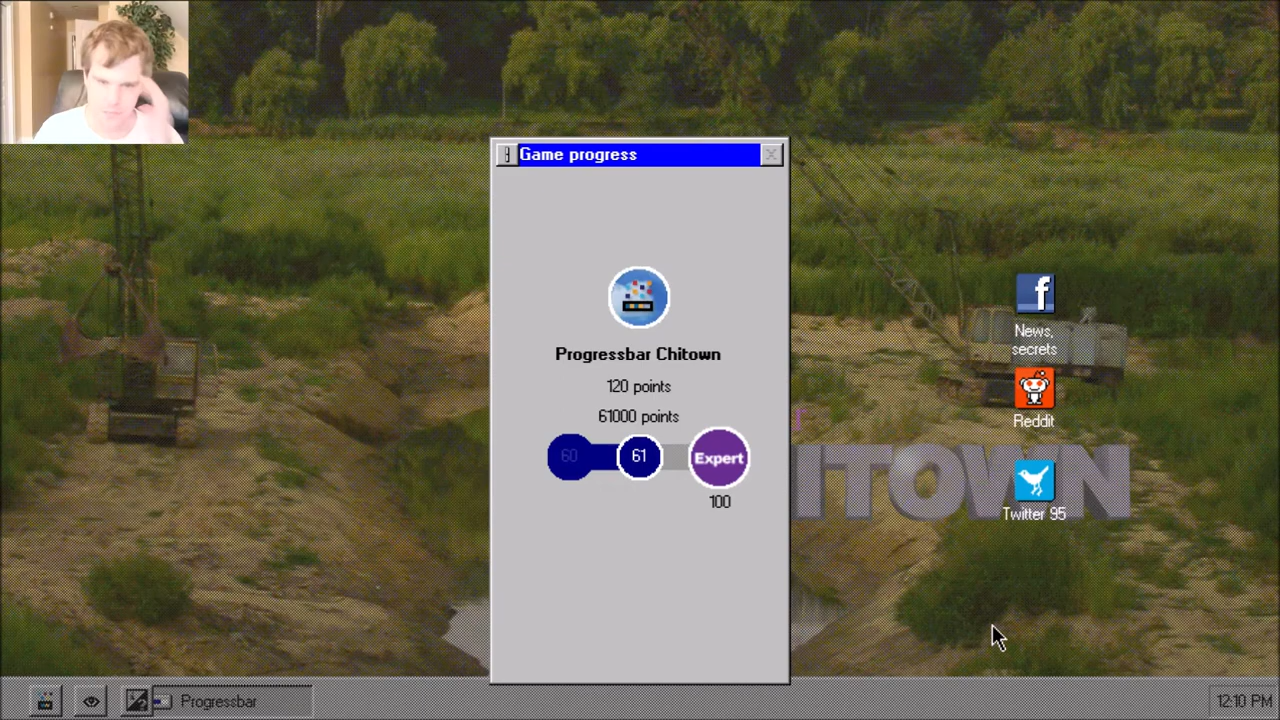 Game progress
Progressbar Chitown
120 points
61000 points
60
61
Expert
100
News,
secrets
Reddit
ITOWN
Twitter 95
Progressbar
12:10 PM